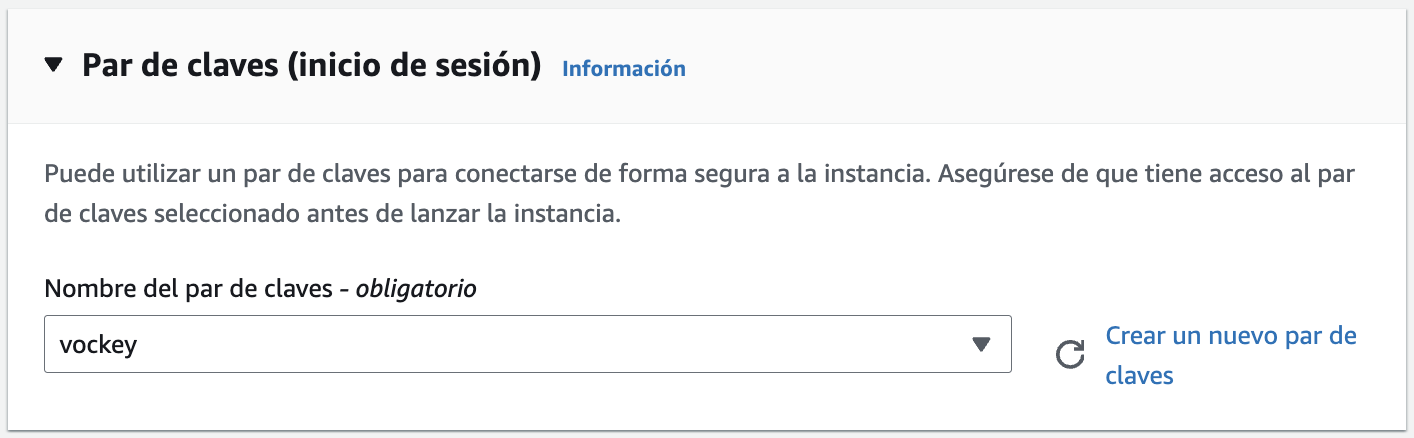 Par de claves (inicio de sesión) Información
Puede utilizar un par de claves para conectarse de forma segura a la instancia. Asegúrese de que tiene acceso al par
de claves seleccionado antes de lanzar la instancia.
Nombre del par de claves - obligatorio
vockey
Crear un nuevo par de
claves